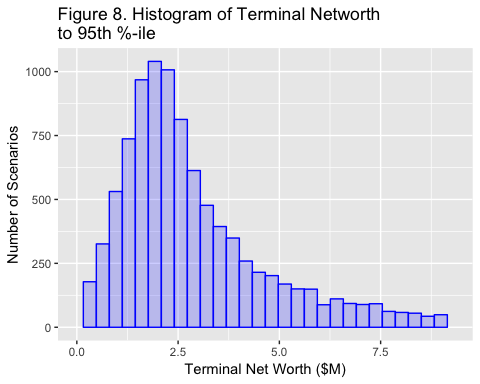 Figure 8. Histogram of Terminal Networth
to 95th %-ile
Number of Scenarios
1000
750
500
250
0
0.0 2.5 5.0 7.5
Terminal Net Worth ($M)